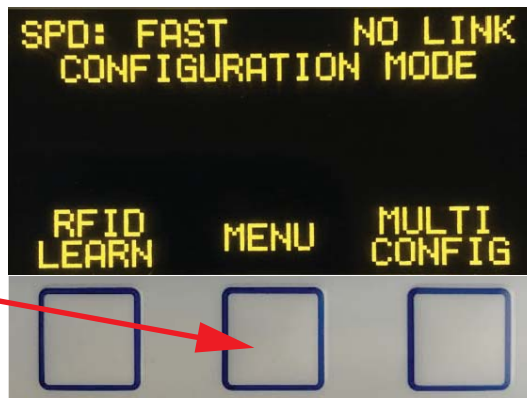 SPD: FAST NO LINK
CONFIGURATION MODE
RFID LEARN
MENU
MULTI CONFIG